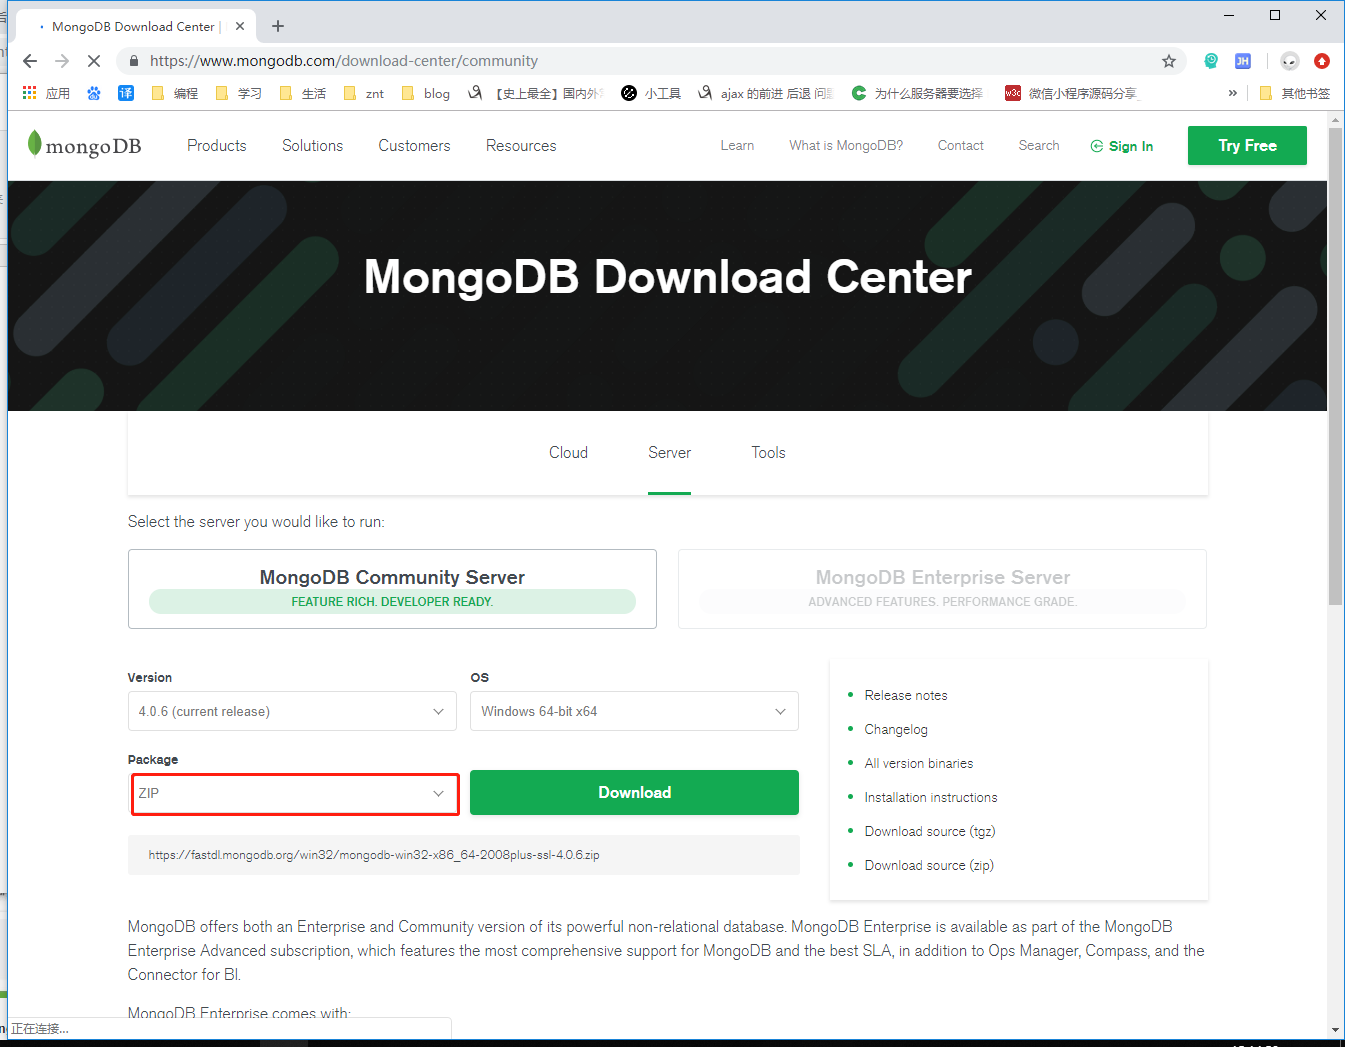 MongoDB Download Center |
https://www.mongodb.com/download-center/community
应用
译
编程
学习
生活
znt
blog
【史上最全】国内外
小工具
ajax 的前进 后退 问题
为什么服务器要选择
w3c
微信小程序源码分享_
»
其他书签
JH
mongoDB
Products
Solutions
Customers
Resources
Learn
What is MongoDB?
Contact
Search
Sign In
Try Free
MongoDB Download Center
Cloud
Server
Tools
Select the server you would like to run:
MongoDB Community Server
FEATURE RICH. DEVELOPER READY.
MongoDB Enterprise Server
ADVANCED FEATURES. PERFORMANCE GRADE.
Version
4.0.6 (current release)
OS
Windows 64-bit x64
Package
ZIP
Download
https://fastdl.mongodb.org/win32/mongodb-win32-x86_64-2008plus-ssl-4.0.6.zip
Release notes
Changelog
All version binaries
Installation instructions
Download source (tgz)
Download source (zip)
MongoDB offers both an Enterprise and Community version of its powerful non-relational database. MongoDB Enterprise is available as part of the MongoDB
Enterprise Advanced subscription, which features the most comprehensive support for MongoDB and the best SLA, in addition to Ops Manager, Compass, and the
Connector for BI.
MongoDB Enterprise comes with:
正在连接...